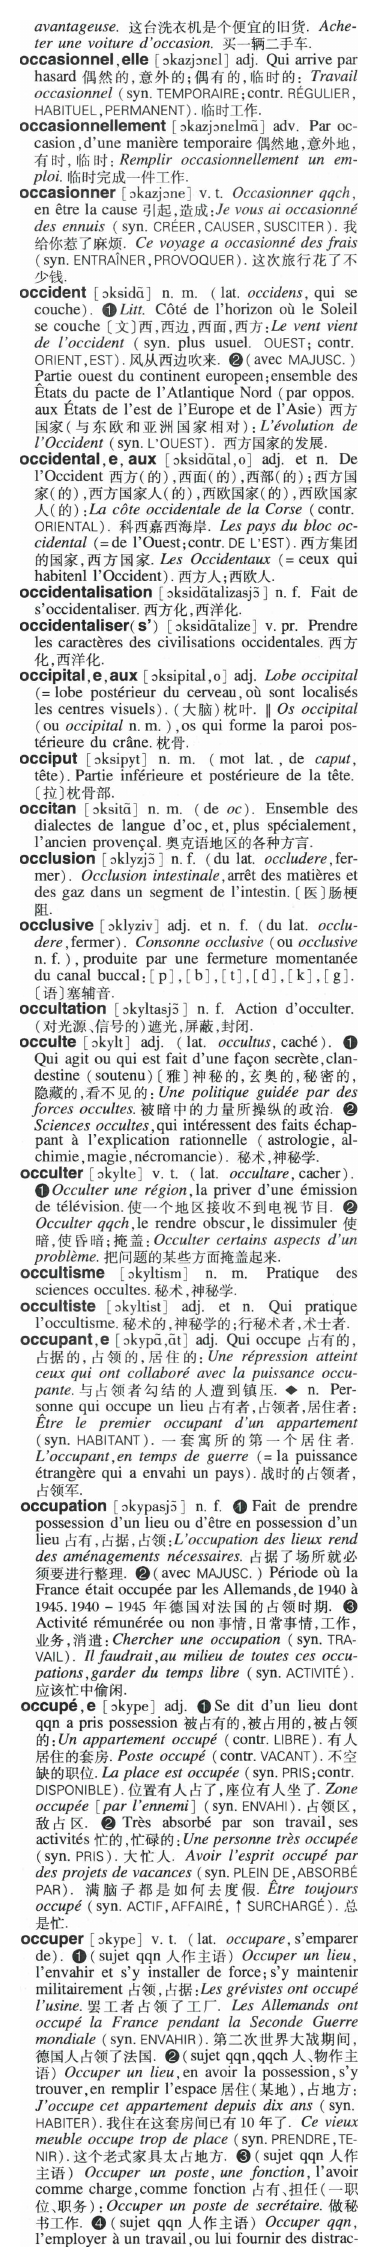 avantageuse. 这台洗衣机是个便宜的旧货. Ache-
ter une voiture d'occasion. 买一辆二手车.
occasionnel,elle [ɔkazjɔnɛl] adj. Qui arrive par
hasard 偶然的,意外的;偶有的,临时的: Travail
occasionnel (syn. TEMPORAIRE;contr. RÉGULIER,
HABITUEL,PERMANENT). 临时工作.
occasionnellement [ɔkazjɔnɛlmɑ̃] adv. Par oc-
casion,d'une manière temporaire 偶然地,意外地,
有时, 临时: Remplir occasionnellement un em-
ploi. 临时完成一件工作.
occasionner [ɔkazjɔne] v. t. Occasionner qqch,
en être la cause 引起,造成:Je vous ai occasionné
des ennuis (syn. CRÉER,CAUSER,SUSCITER). 我
给你惹了麻烦. Ce voyage a occasionné des frais
(syn. ENTRAÎNER,PROVOQUER). 这次旅行花了不
少钱.
occident [ɔksidɑ̃] n. m. (lat. occidens, qui se
couche). ❶Litt. Côté de l'horizon où le Soleil
se couche〔文〕西,西边,西面,西方:Le vent vient
de l'occident (syn. plus usuel. OUEST; contr.
ORIENT,EST). 风从西边吹来. ❷(avec MAJUSC.)
Partie ouest du continent europeen;ensemble des
États du pacte de l'Atlantique Nord (par oppos.
aux États de l'est de l'Europe et de l'Asie) 西方
国家(与东欧和亚洲国家相对): L'évolution de
l'Occident (syn. L'OUEST). 西方国家的发展.
occidental,e, aux [ɔksidɑ̃tal,o] adj. et n. De
l'Occident 西方(的),西面(的),西部(的);西方国
家(的),西方国家人(的),西欧国家(的),西欧国家
人(的):La côte occidentale de la Corse (contr.
ORIENTAL). 科西嘉西海岸. Les pays du bloc oc-
cidental (=de l'Ouest;contr. DE L'EST). 西方集团
的国家,西方国家. Les Occidentaux (=ceux qui
habitenl l'Occident). 西方人;西欧人.
occidentalisation [ɔksidɑ̃talizasjɔ̃] n. f. Fait de
s'occidentaliser. 西方化,西洋化.
occidentaliser(s') [ɔksidɑ̃talize] v. pr. Prendre
les caractères des civilisations occidentales. 西方
化,西洋化.
occipital,e,aux [ɔksipital,o] adj. Lobe occipital
(=lobe postérieur du cerveau,où sont localisés
les centres visuels). (大脑)枕叶. ‖ Os occipital
(ou occipital n. m.),os qui forme la paroi pos-
térieure du crâne. 枕骨.
occiput [ɔksipyt] n. m. (mot lat., de caput,
tête). Partie inférieure et postérieure de la tête.
〔拉〕枕骨部.
occitan [ɔksitɑ̃] n. m. (de oc). Ensemble des
dialectes de langue d'oc,et,plus spécialement,
l'ancien provençal. 奥克语地区的各种方言.
occlusion [ɔklyzjɔ̃] n. f. (du lat. occludere,fer-
mer). Occlusion intestinale,arrêt des matières et
des gaz dans un segment de l'intestin.〔医〕肠梗
阻.
occlusive [ɔklyziv] adj. et n. f. (du lat. occlu-
dere,fermer). Consonne occlusive (ou occlusive
n. f.), produite par une fermeture momentanée
du canal buccal:[p],[b],[t],[d],[k],[g].
〔语〕塞辅音.
occultation [ɔkyltasjɔ̃] n. f. Action d'occulter.
(对光源、信号的)遮光,屏蔽,封闭.
occulte [ɔkylt] adj. (lat. occultus, caché). ❶
Qui agit ou qui est fait d'une façon secrète,clan-
destine (soutenu)〔雅〕神秘的,玄奥的,秘密的,
隐藏的,看不见的: Une politique guidée par des
forces occultes. 被暗中的力量所操纵的政治. ❷
Sciences occultes,qui intéressent des faits échap-
pant à l'explication rationnelle (astrologie, al-
chimie,magie,nécromancie). 秘术,神秘学.
occulter [ɔkylte] v. t. (lat. occultare, cacher).
❶Occulter une région,la priver d'une émission
de télévision. 使一个地区接收不到电视节目. ❷
Occulter qqch,le rendre obscur,le dissimuler 使
暗,使昏暗;掩盖: Occulter certains aspects d'un
problème. 把问题的某些方面掩盖起来.
occultisme [ɔkyltism] n. m. Pratique des
sciences occultes. 秘术,神秘学.
occultiste [ɔkyltist] adj. et n. Qui pratique
l'occultisme. 秘术的,神秘学的;行秘术者,术士者.
occupant,e [ɔkypɑ̃,ɑ̃t] adj. Qui occupe 占有的,
占据的,占领的,居住的: Une répression atteint
ceux qui ont collaboré avec la puissance occu-
pante. 与占领者勾结的人遭到镇压. ◆ n. Per-
sonne qui occupe un lieu 占有者,占领者,居住者:
Être le premier occupant d'un appartement
(syn. HABITANT). 一套寓所的第一个居住者.
L'occupant,en temps de guerre (=la puissance
étrangère qui a envahi un pays). 战时的占领者,
占领军.
occupation [ɔkypasjɔ̃] n. f. ❶ Fait de prendre
possession d'un lieu ou d'être en possession d'un
lieu 占有,占据,占领:L'occupation des lieux rend
des aménagements nécessaires. 占据了场所就必
须要进行整理. ❷(avec MAJUSC.) Période où la
France était occupée par les Allemands,de 1940 à
1945. 1940－1945 年德国对法国的占领时期. ❸
Activité rémunérée ou non 事情,日常事情,工作,
业务,消遣: Chercher une occupation (syn. TRA-
VAIL). Il faudrait,au milieu de toutes ces occu-
pations,garder du temps libre (syn. ACTIVITÉ).
应该忙中偷闲.
occupé,e [ɔkype] adj. ❶Se dit d'un lieu dont
qqn a pris possession 被占有的,被占用的,被占领
的:Un appartement occupé (contr. LIBRE). 有人
居住的套房. Poste occupé (contr. VACANT). 不空
缺的职位. La place est occupée (syn. PRIS;contr.
DISPONIBLE). 位置有人占了,座位有人坐了. Zone
occupée [par l'ennemi] (syn. ENVAHI). 占领区,
敌占区. ❷ Très absorbé par son travail, ses
activités 忙的,忙碌的:Une personne très occupée
(syn. PRIS). 大忙人. Avoir l'esprit occupé par
des projets de vacances (syn. PLEIN DE,ABSORBÉ
PAR). 满脑子都是如何去度假. Être toujours
occupé (syn. ACTIF,AFFAIRÉ, ↑ SURCHARGÉ). 总
是忙.
occuper [ɔkype] v. t. (lat. occupare,s'emparer
de). ❶(sujet qqn 人作主语) Occuper un lieu,
l'envahir et s'y installer de force;s'y maintenir
militairement 占领,占据:Les grévistes ont occupé
l'usine. 罢工者占领了工厂. Les Allemands ont
occupé la France pendant la Seconde Guerre
mondiale (syn. ENVAHIR). 第二次世界大战期间,
德国人占领了法国. ❷(sujet qqn,qqch 人、物作主
语) Occuper un lieu,en avoir la possession,s'y
trouver,en remplir l'espace 居住(某地),占地方:
J'occupe cet appartement depuis dix ans (syn.
HABITER). 我住在这套房间已有 10 年了. Ce vieux
meuble occupe trop de place (syn. PRENDRE,TE-
NIR). 这个老式家具太占地方. ❸(sujet qqn 人作
主语) Occuper un poste, une fonction, l'avoir
comme charge,comme fonction 占有、担任(一职
位、职务):Occuper un poste de secrétaire. 做秘
书工作. ❹(sujet qqn 人作主语) Occuper qqn,
l'employer à un travail,ou lui fournir des distrac-